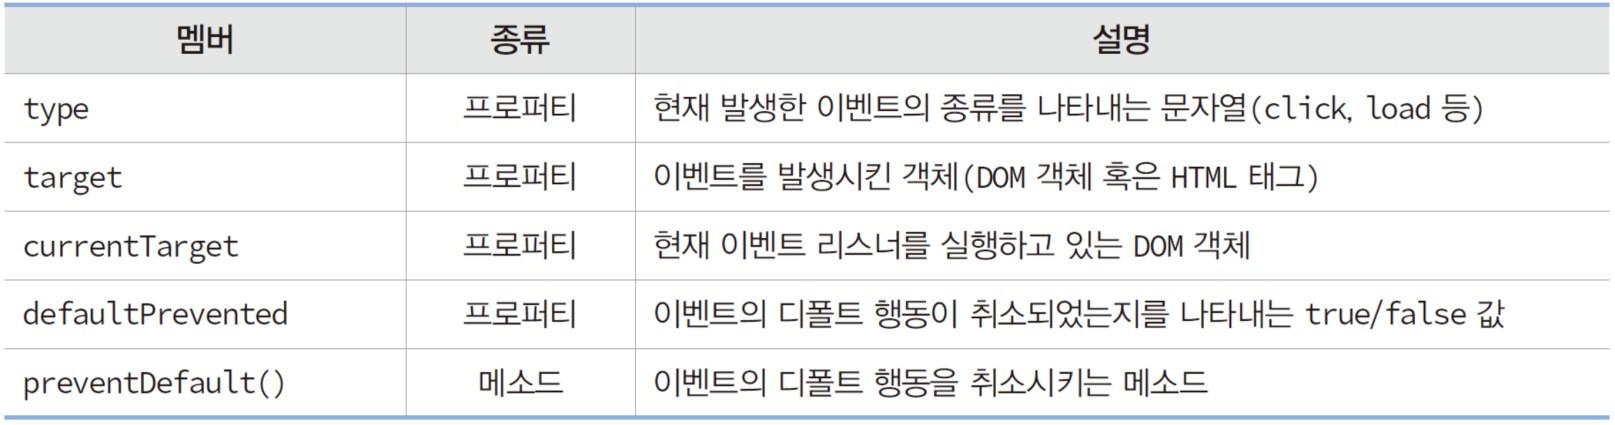 멤버 종류 설명
type 프로퍼티 현재 발생한 이벤트의 종류를 나타내는 문자열(click, load 등)
target 프로퍼티 이벤트를 발생시킨 객체(DOM 객체 혹은 HTML 태그)
currentTarget 프로퍼티 현재 이벤트 리스너를 실행하고 있는 DOM 객체
defaultPrevented 프로퍼티 이벤트의 디폴트 행동이 취소되었는지를 나타내는 true/false 값
preventDefault() 메소드 이벤트의 디폴트 행동을 취소시키는 메소드